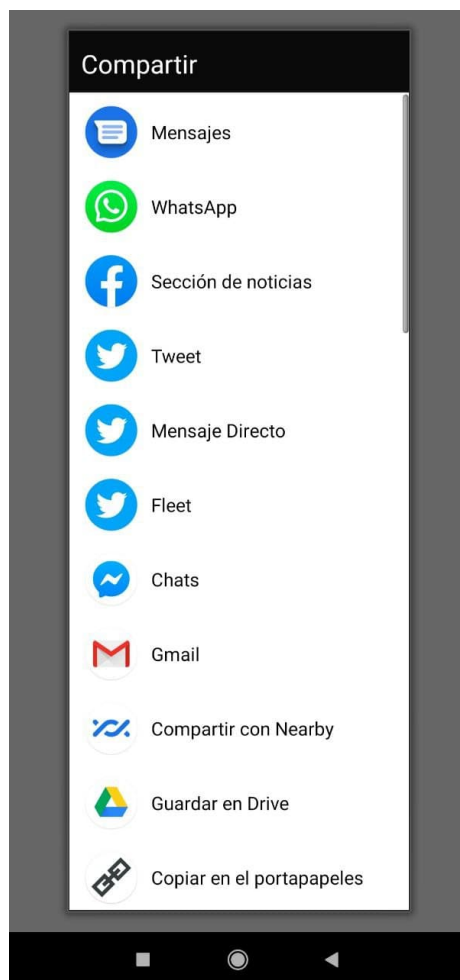 Compartir
Mensajes
WhatsApp
Sección de noticias
Tweet
Mensaje Directo
Fleet
Chats
Gmail
Compartir con Nearby
Guardar en Drive
Copiar en el portapapeles